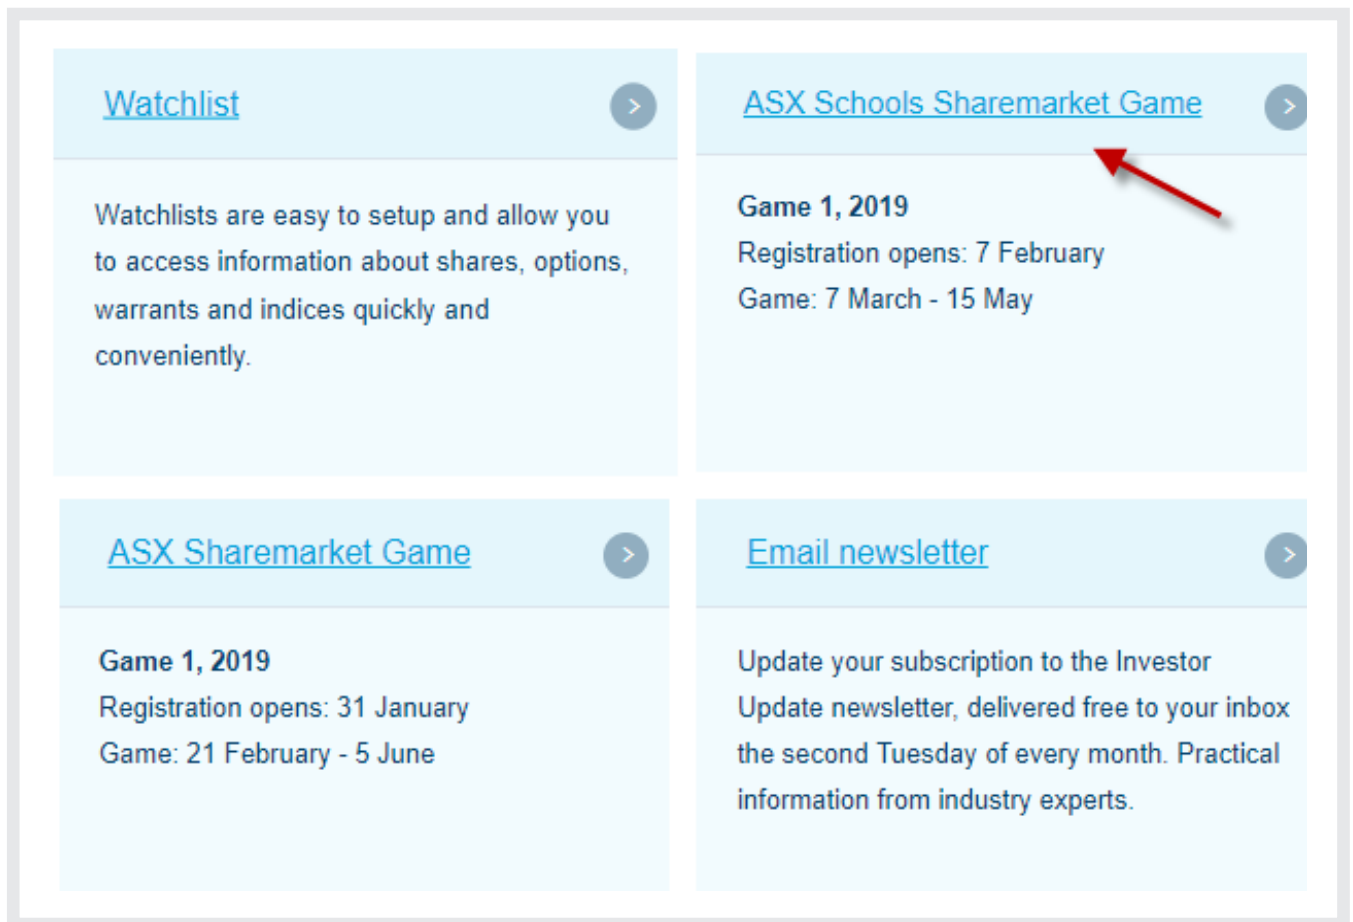 Watchlist
Watchlists are easy to setup and allow you
to access information about shares, options,
warrants and indices quickly and
conveniently.
ASX Schools Sharemarket Game
Game 1, 2019
Registration opens: 7 February
Game: 7 March - 15 May
ASX Sharemarket Game
Game 1, 2019
Registration opens: 31 January
Game: 21 February - 5 June
Email newsletter
Update your subscription to the Investor
Update newsletter, delivered free to your inbox
the second Tuesday of every month. Practical
information from industry experts.